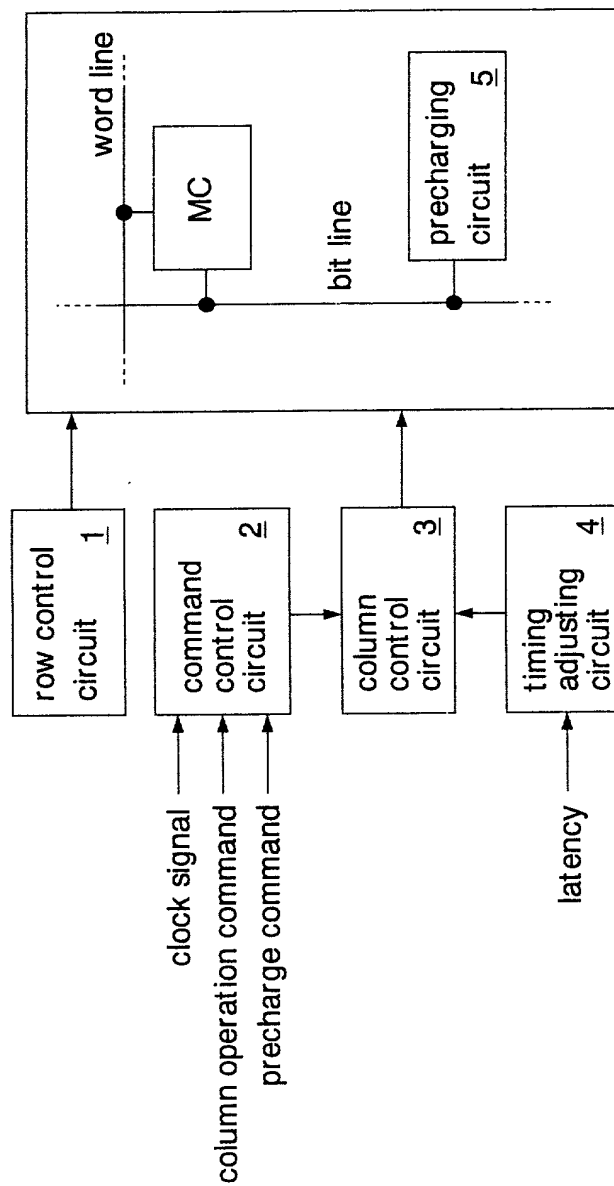 row control
circuit
1
clock signal
column operation command
precharge command
command
control
circuit
2
column
control
circuit
3
latency
timing
adjusting
circuit
4
word line
MC
bit line
precharging
circuit
5